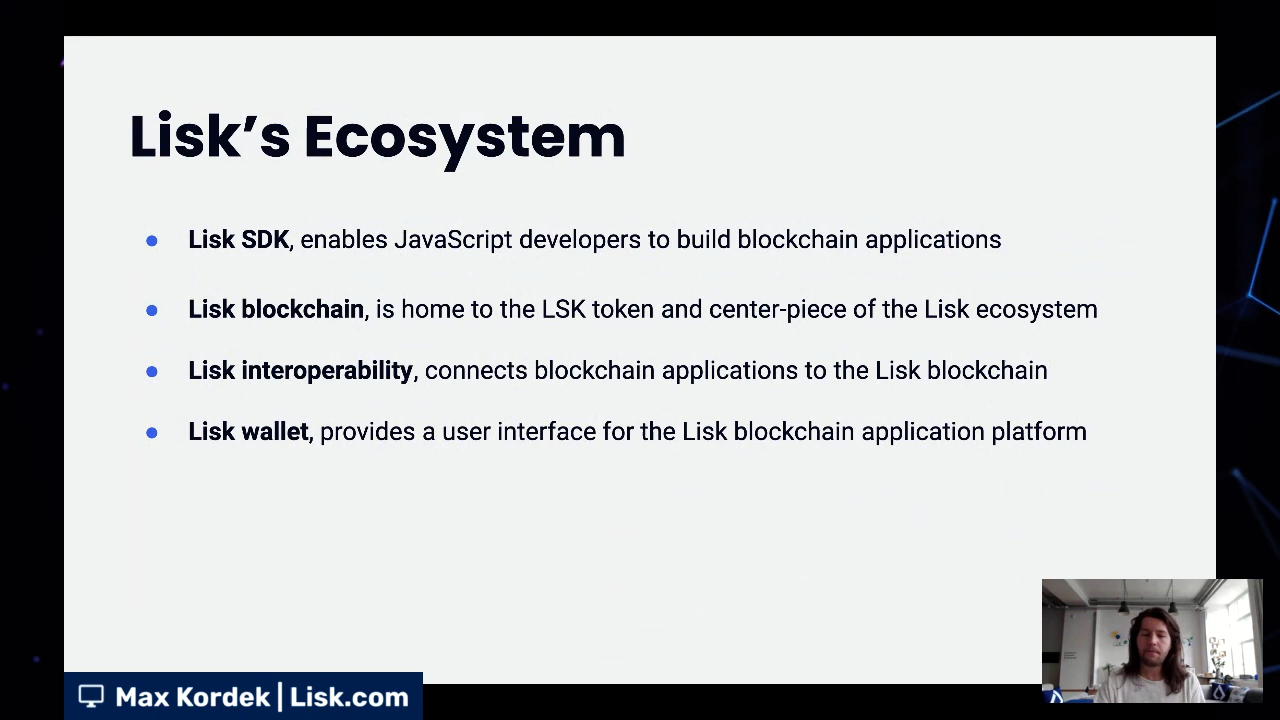 Lisk’s Ecosystem
● Lisk SDK, enables JavaScript developers to build blockchain applications
● Lisk blockchain, is home to the LSK token and center-piece of the Lisk ecosystem
● Lisk interoperability, connects blockchain applications to the Lisk blockchain
● Lisk wallet, provides a user interface for the Lisk blockchain application platform
Max Kordek | Lisk.com